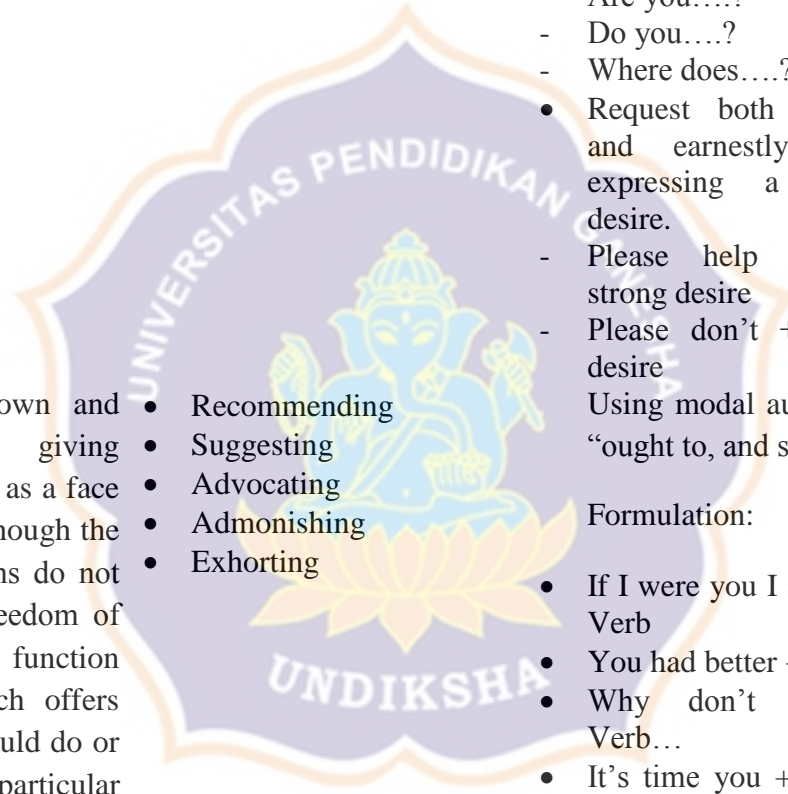 Are you….?
- Do you….?
- Where does….?
• Request both
and earnestly
expressing a
desire.
- Please help
strong desire
- Please don’t +
desire
Using modal au
“ought to, and s
Formulation:
• If I were you I
Verb
• You had better
• Why don’t
Verb…
• It’s time you +
own and
giving
as a face
hough the
ns do not
eedom of
function
ch offers
uld do or
particular
• Recommending
• Suggesting
• Advocating
• Admonishing
• Exhorting
UNIVERSITAS PENDIDIKAN GANESHA
UNDIKSHA